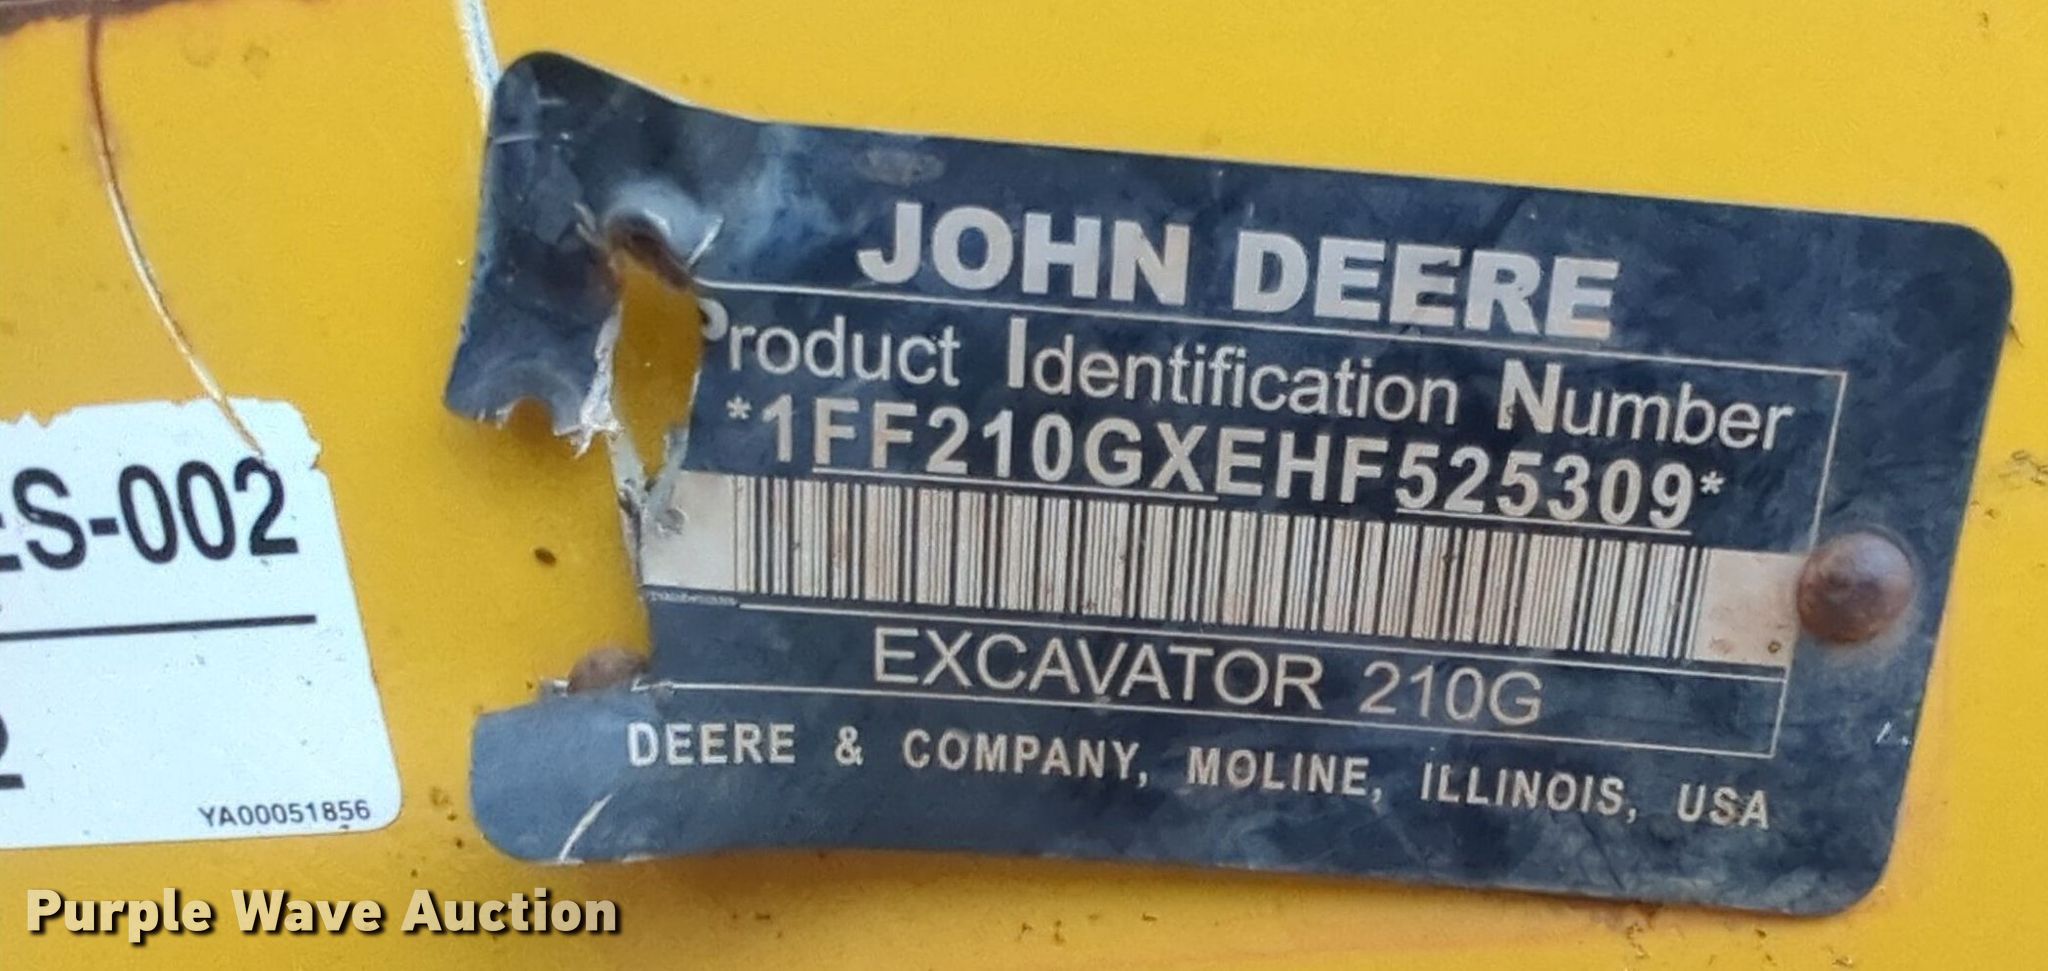 JOHN DEERE
Product Identification Number
*1FF210GXEHF525309*
EXCAVATOR 210G
DEERE & COMPANY, MOLINE, ILLINOIS, USA
ES-002
2
YA00051856
Purple Wave Auction